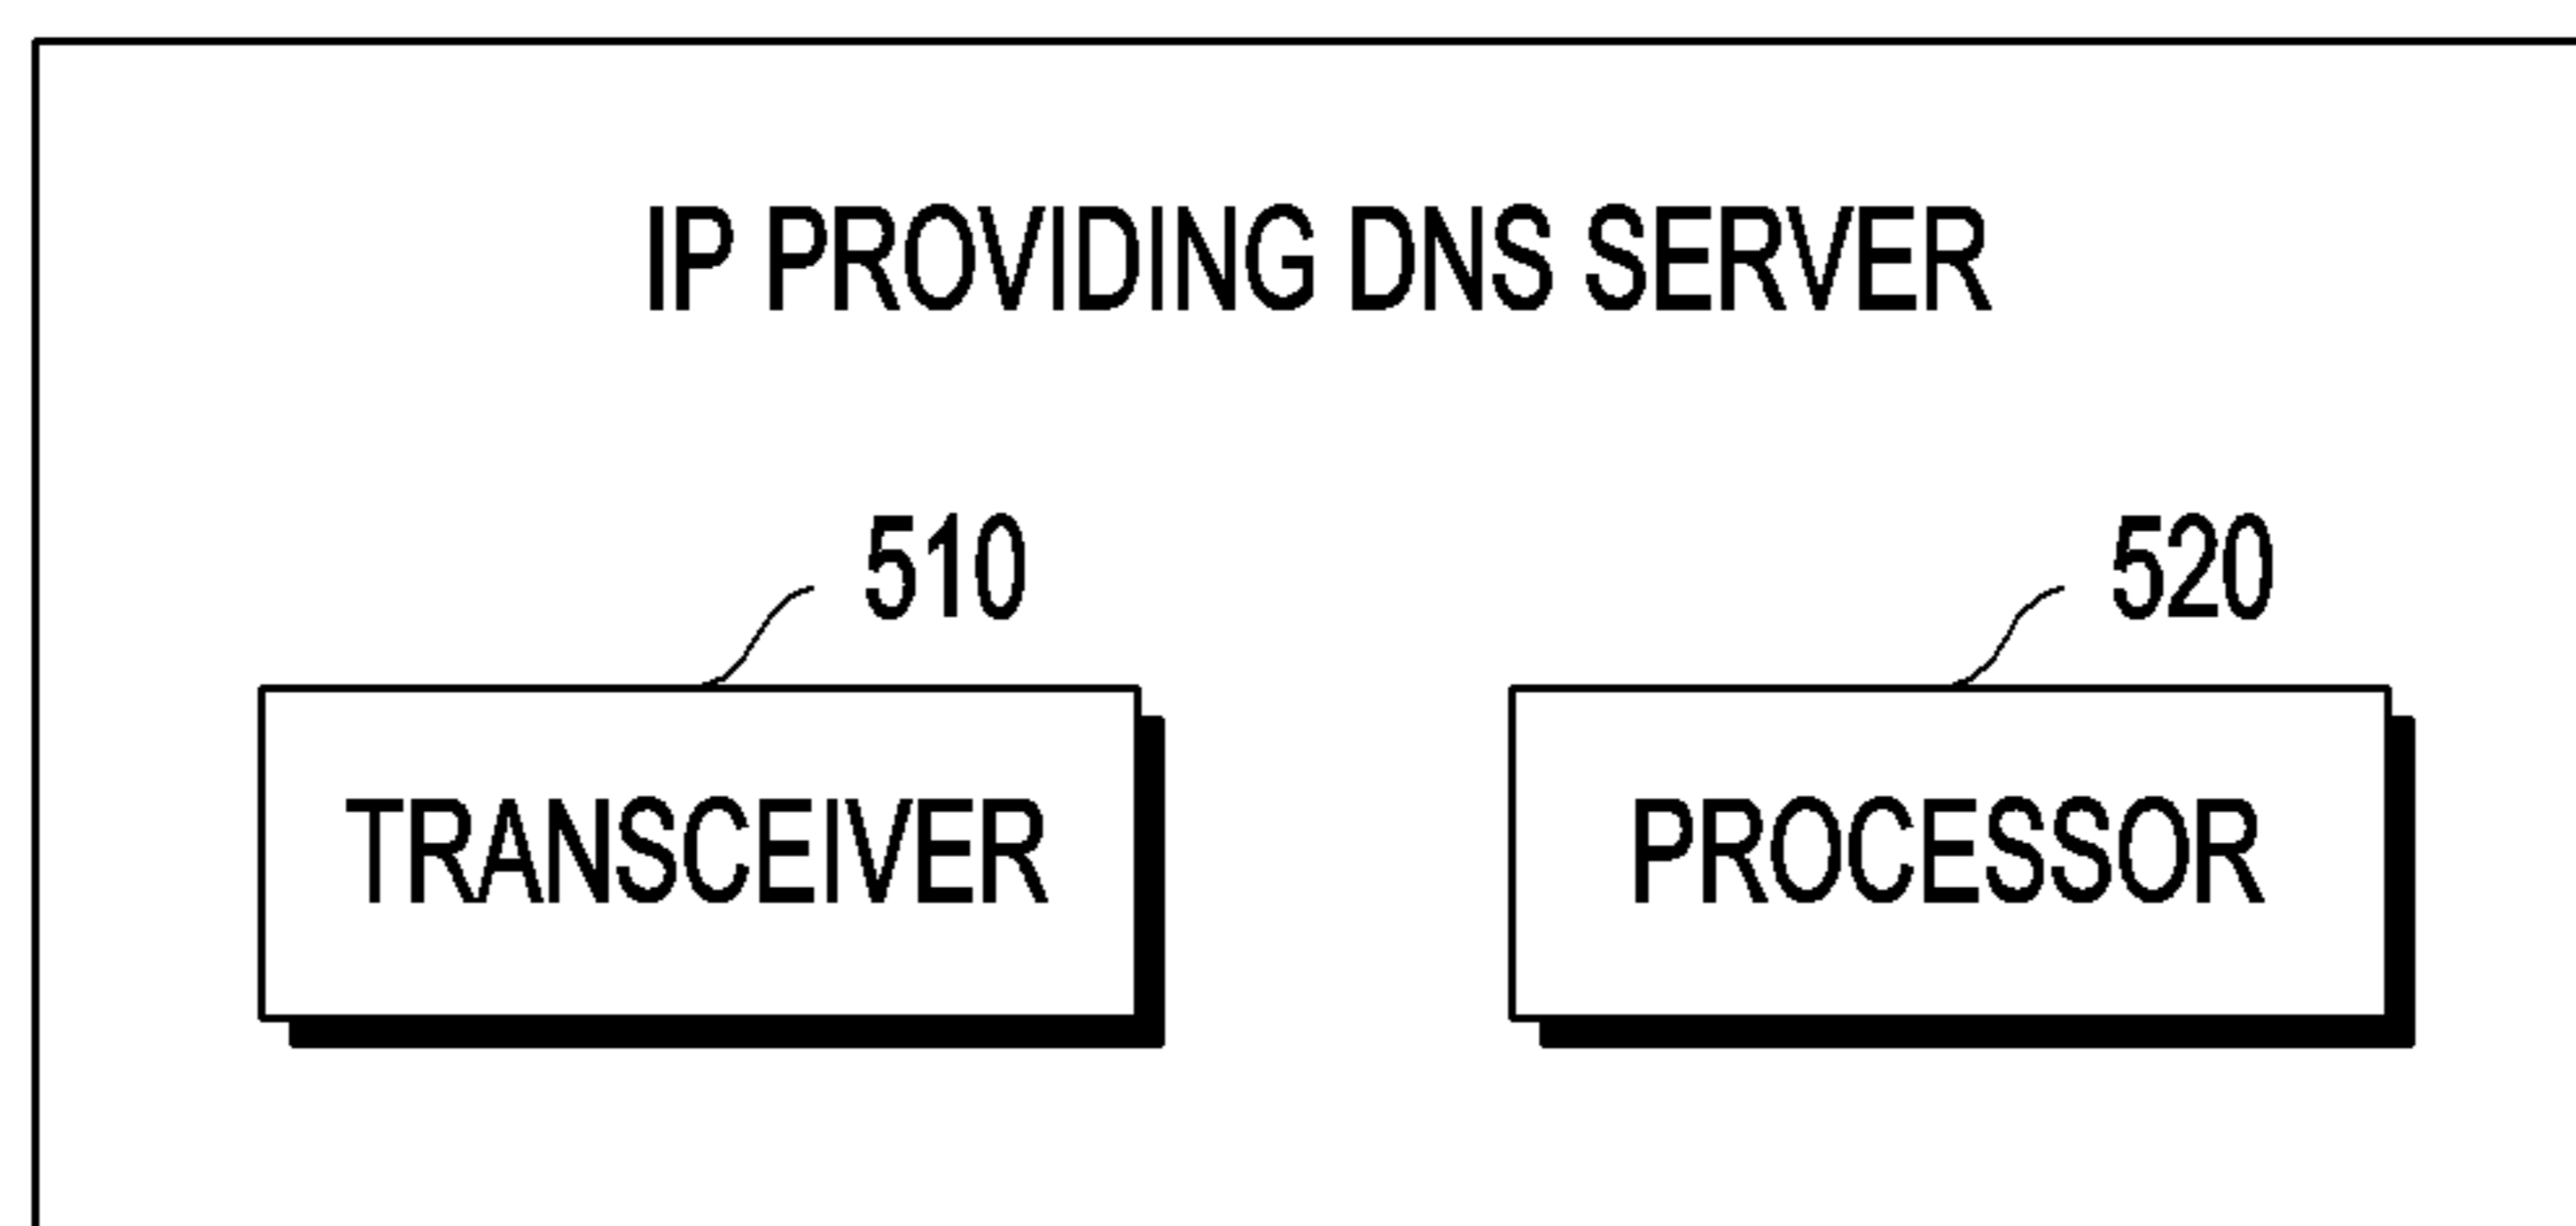 IP PROVIDING DNS SERVER
510
520
TRANSCEIVER
PROCESSOR